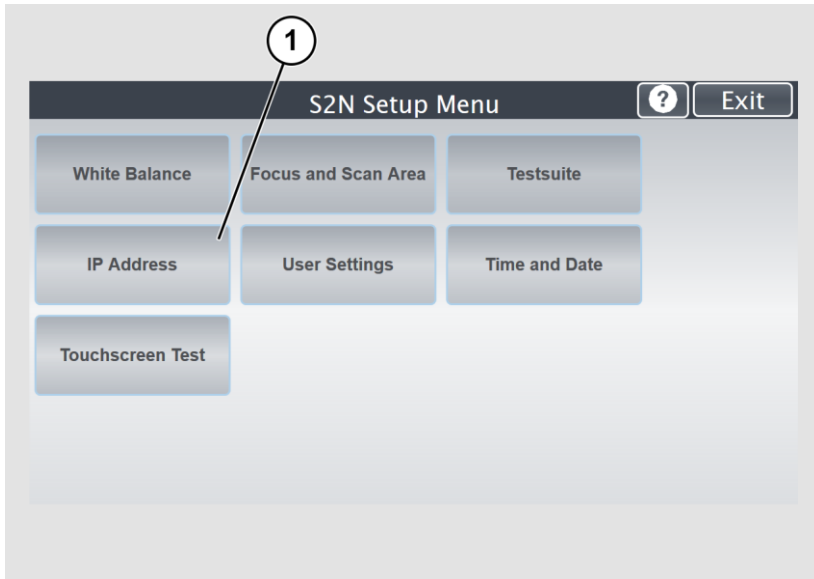 1
S2N Setup Menu ? Exit
White Balance Focus and Scan Area Testsuite
IP Address User Settings Time and Date
Touchscreen Test